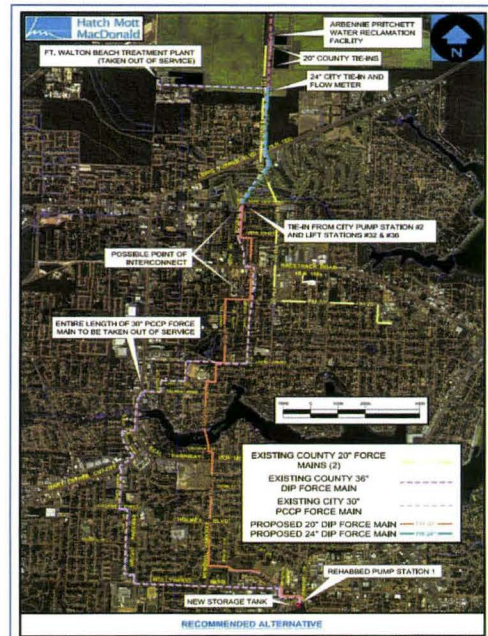 Hatch Mott
MacDonald
ARBENNIE PRITCHETT
WATER RECLAMATION
FACILITY
N
FT. WALTON BEACH TREATMENT PLANT
(TAKEN OUT OF SERVICE)
20" COUNTY TIE-INS
24" CITY TIE-IN AND
FLOW METER
TIE-IN FROM CITY PUMP STATION #2
AND LIFT STATIONS #32 & #36
POSSIBLE POINT OF
INTERCONNECT
RACETRACK ROAD
ENTIRE LENGTH OF 30" PCCP FORCE
MAIN TO BE TAKEN OUT OF SERVICE
EXISTING COUNTY 20" FORCE
MAINS (2)
EXISTING COUNTY 36"
DIP FORCE MAIN
EXISTING CITY 30"
PCCP FORCE MAIN
PROPOSED 20" DIP FORCE MAIN
PROPOSED 24" DIP FORCE MAIN
REHABBED PUMP STATION 1
NEW STORAGE TANK
RECOMMENDED ALTERNATIVE